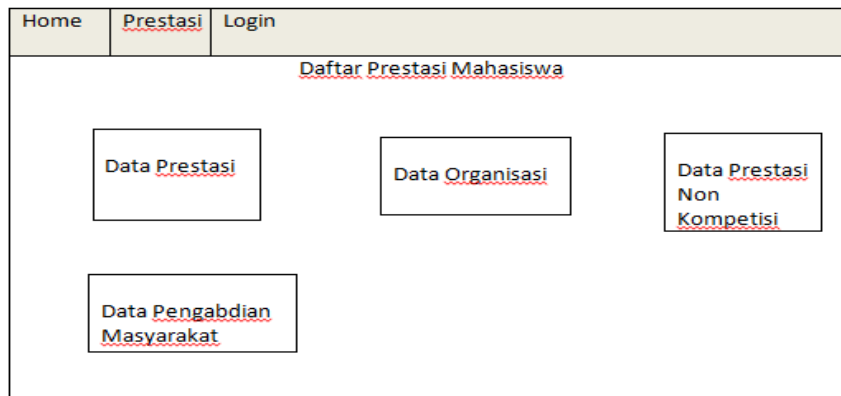 Home Prestasi Login
Daftar Prestasi Mahasiswa
Data Prestasi
Data Organisasi
Data Prestasi
Non
Kompetisi
Data Pengabdian
Masyarakat